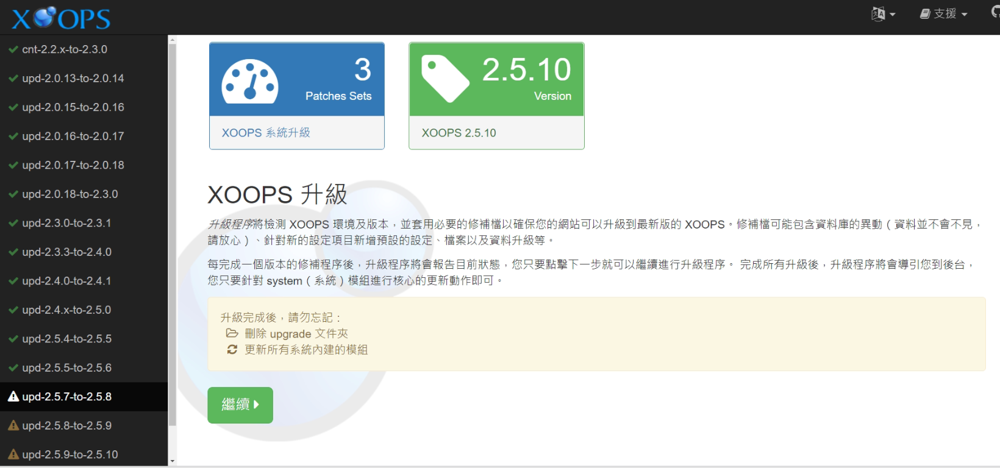 XOOPS
支援
cnt-2.2.x-to-2.3.0
upd-2.0.13-to-2.0.14
upd-2.0.15-to-2.0.16
upd-2.0.16-to-2.0.17
upd-2.0.17-to-2.0.18
upd-2.0.18-to-2.3.0
upd-2.3.0-to-2.3.1
upd-2.3.3-to-2.4.0
upd-2.4.0-to-2.4.1
upd-2.4.x-to-2.5.0
upd-2.5.4-to-2.5.5
upd-2.5.5-to-2.5.6
upd-2.5.7-to-2.5.8
upd-2.5.8-to-2.5.9
upd-2.5.9-to-2.5.10
3
Patches Sets
XOOPS 系統升級
2.5.10
Version
XOOPS 2.5.10
XOOPS 升級
升級程序將檢測 XOOPS 環境及版本，並套用必要的修補檔以確保您的網站可以升級到最新版的 XOOPS。修補檔可能包含資料庫的異動（資料並不會不見，
請放心）、針對新的設定項目新增預設的設定、檔案以及資料升級等。
每完成一個版本的修補程序後，升級程序將會報告目前狀態，您只要點擊下一步就可以繼續進行升級程序。 完成所有升級後，升級程序將會導引您到後台，
您只要針對 system（系統）模組進行核心的更新動作即可。
升級完成後，請勿忘記：
刪除 upgrade 文件夾
更新所有系統內建的模組
繼續